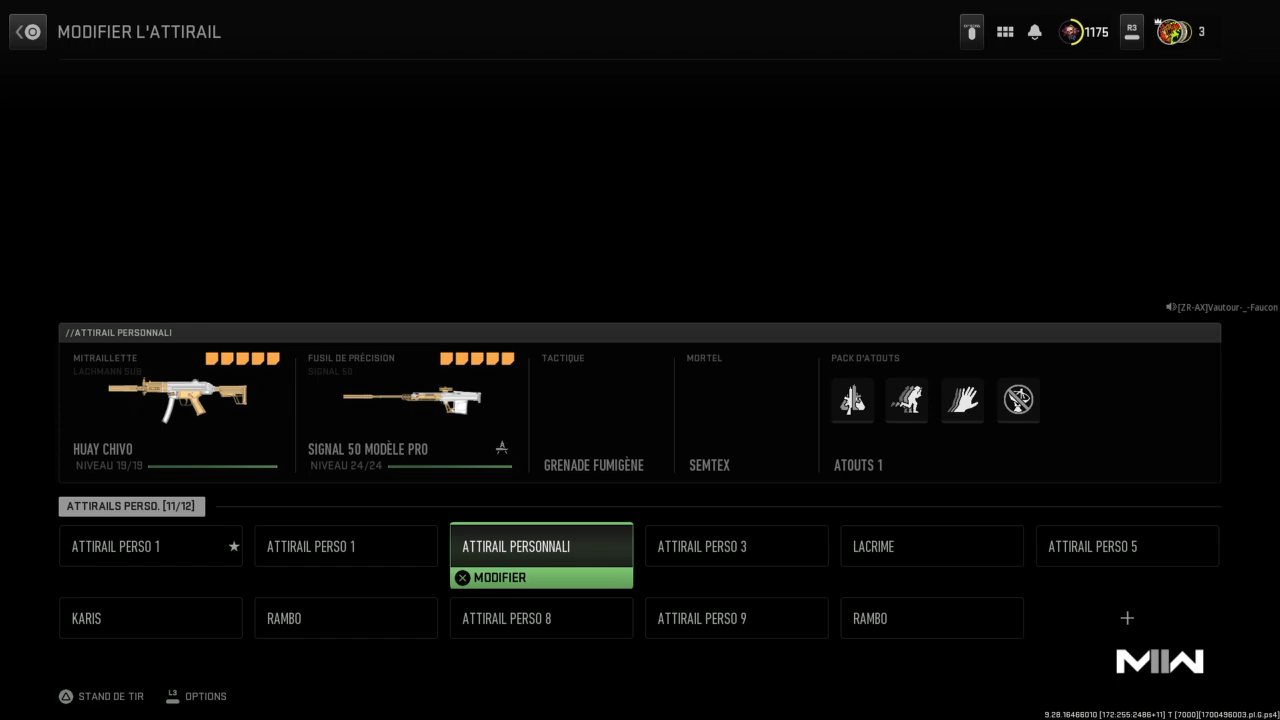 MODIFIER L'ATTIRAIL
1175
R3
3
[ZR-AX]Vautour-_-Faucon
//ATTIRAIL PERSONNALI
MITRAILLETTE
LACHMANN SUB
HUAY CHIVO
NIVEAU 19/19
FUSIL DE PRÉCISION
SIGNAL 50
SIGNAL 50 MODÈLE PRO
NIVEAU 24/24
TACTIQUE
GRENADE FUMIGÈNE
MORTEL
SEMTEX
PACK D'ATOUTS
ATOUTS 1
ATTIRAILS PERSO. [11/12]
ATTIRAIL PERSO 1
ATTIRAIL PERSO 1
ATTIRAIL PERSONNALI
MODIFIER
ATTIRAIL PERSO 3
LACRIME
ATTIRAIL PERSO 5
KARIS
RAMBO
ATTIRAIL PERSO 8
ATTIRAIL PERSO 9
RAMBO
MIIW
STAND DE TIR
L3
OPTIONS
9.28.16466010 [172:255:2486+11] T [7000][1700496003.pl.G.ps4]